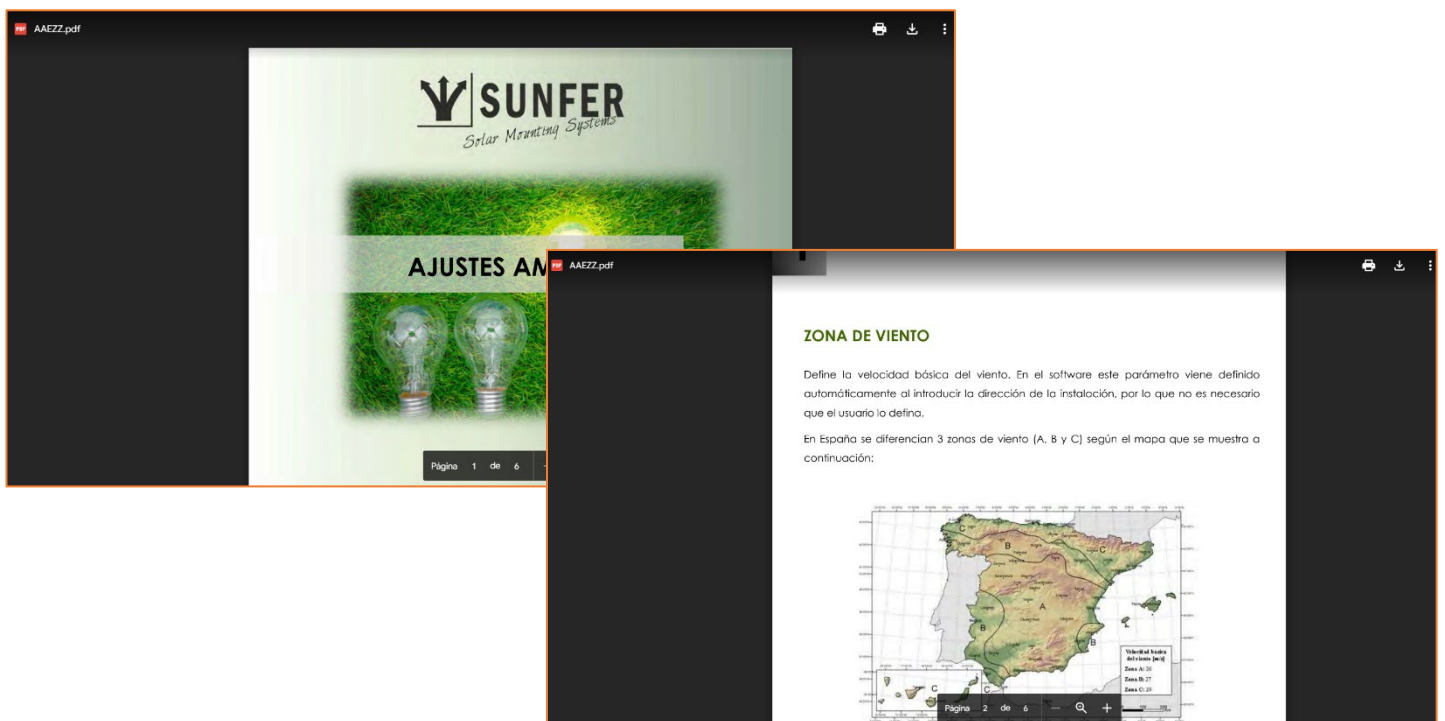 AAEZZ.pdf
SUNFER
Solar Mounting Systems
AJUSTES AM
Página 1 de 6
AAEZZ.pdf
ZONA DE VIENTO
Define la velocidad básica del viento. En el software este parámetro viene definido
automáticamente al introducir la dirección de la instalación, por lo que no es necesario
que el usuario lo defina.
En España se diferencian 3 zonas de viento (A, B y C) según el mapa que se muestra a
continuación:
C
B
C
A
B
B
Velocidad básica
del viento [m/s]
Zona A: 26
Zona B: 27
Zona C: 29
C
C
Página 2 de 6